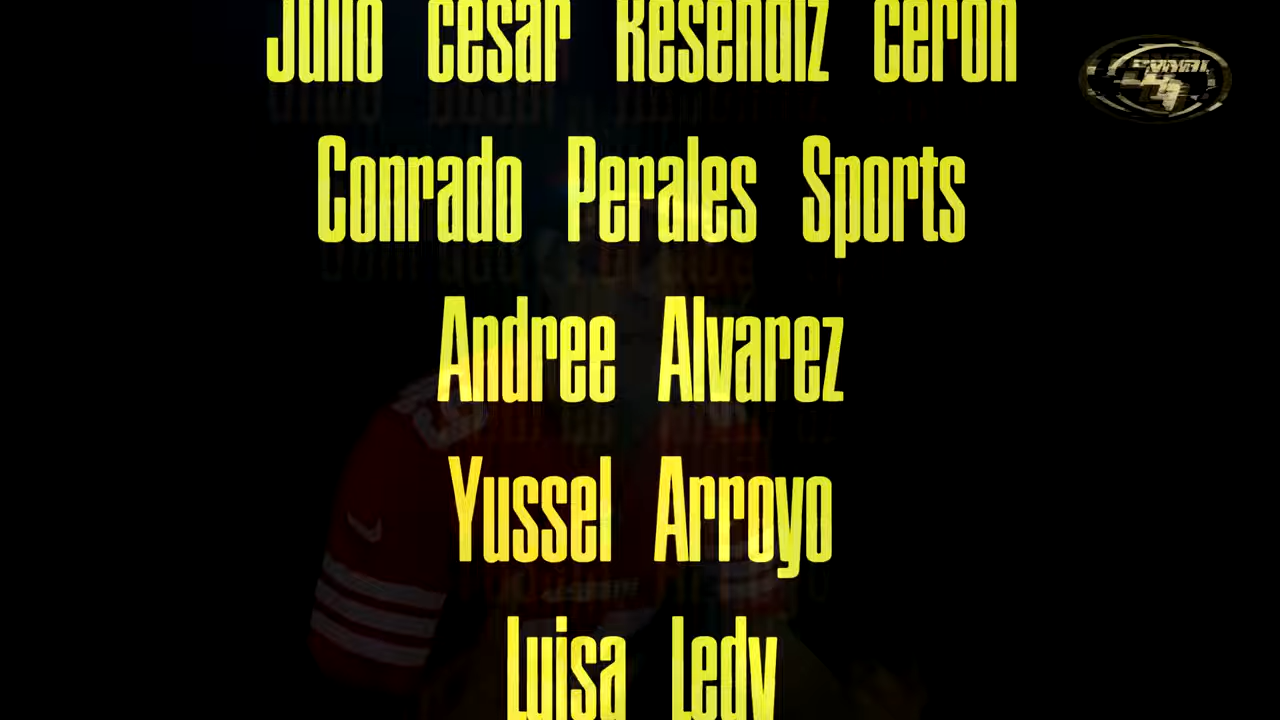 Julio cesar Resendiz ceron
Conrado Perales Sports
Andree Alvarez
Yussel Arroyo
Luisa Ledy